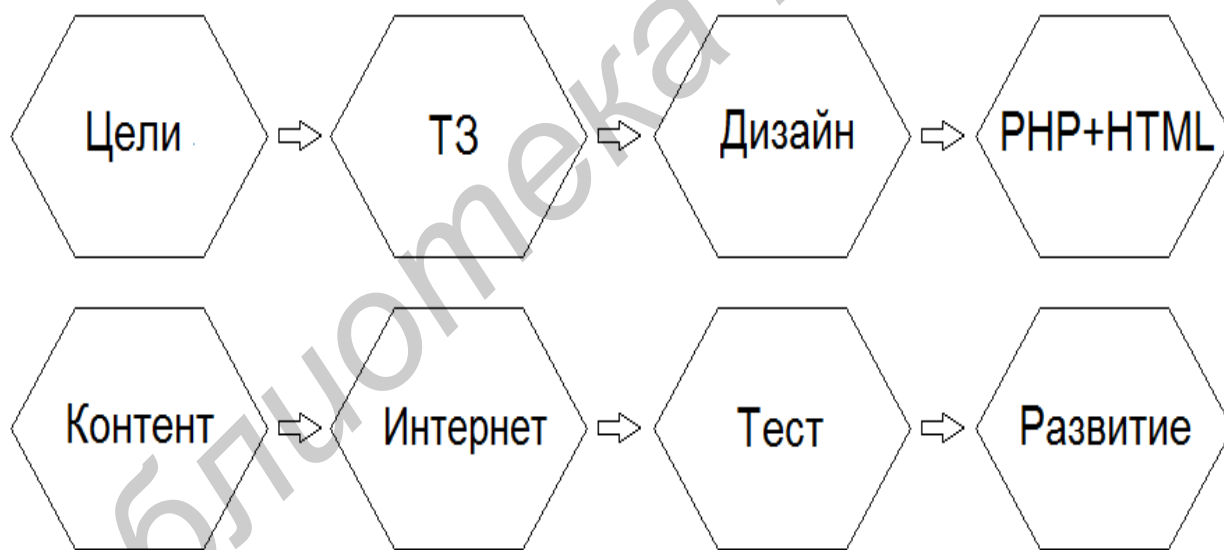 Цели
ТЗ
Дизайн
PHP+HTML
Контент
Интернет
Тест
Развитие